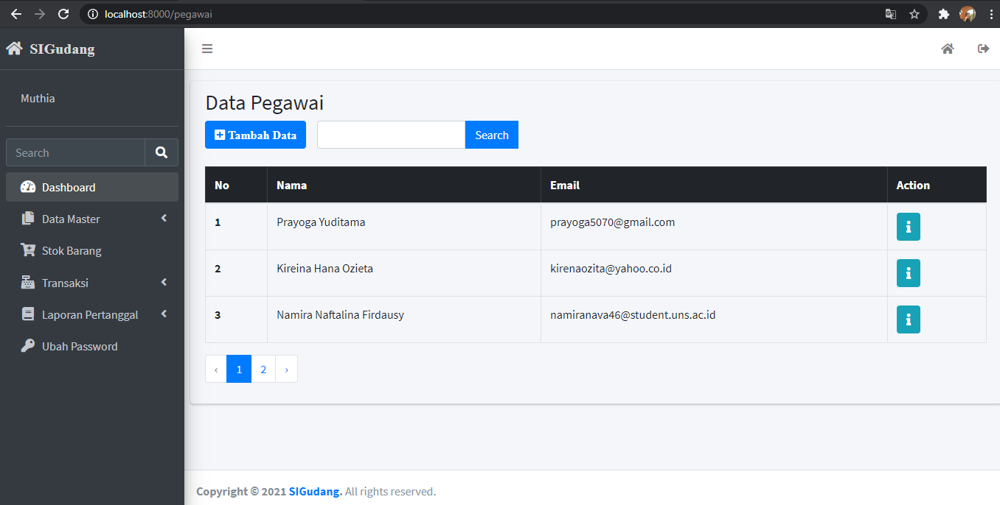 localhost:8000/pegawai
SIGudang
Muthia
Search
Dashboard
Data Master
Stok Barang
Transaksi
Laporan Pertanggal
Ubah Password
Data Pegawai
Tambah Data
Search
No Nama Email Action
1 Prayoga Yuditama prayoga5070@gmail.com
2 Kireina Hana Ozieta kirenaozita@yahoo.co.id
3 Namira Naftalina Firdausy namiranava46@student.uns.ac.id
‹ 1 2 ›
Copyright © 2021 SIGudang. All rights reserved.